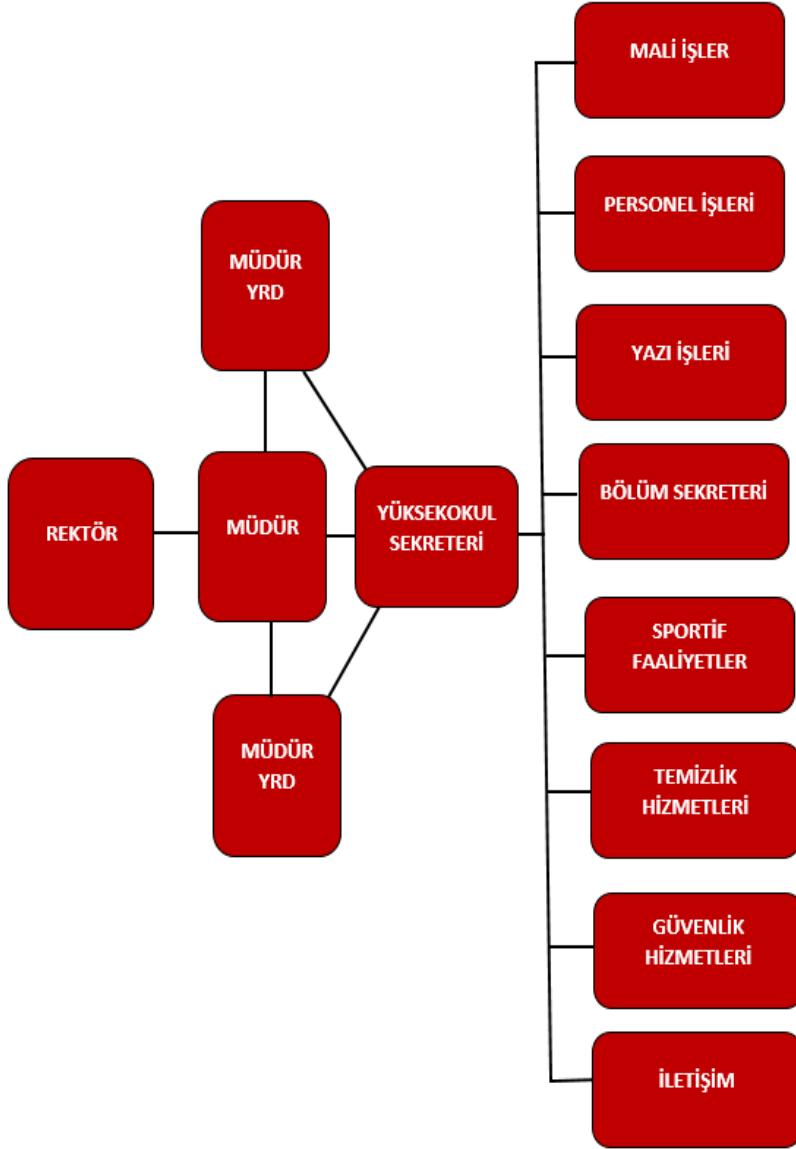 REKTÖR
MÜDÜR
YRD
MÜDÜR
MÜDÜR
YRD
YÜKSEKOKUL
SEKRETERİ
MALİ İŞLER
PERSONEL İŞLERİ
YAZI İŞLERİ
BÖLÜM SEKRETERİ
SPORTİF
FAALİYETLER
TEMİZLİK
HİZMETLERİ
GÜVENLİK
HİZMETLERİ
İLETİŞİM